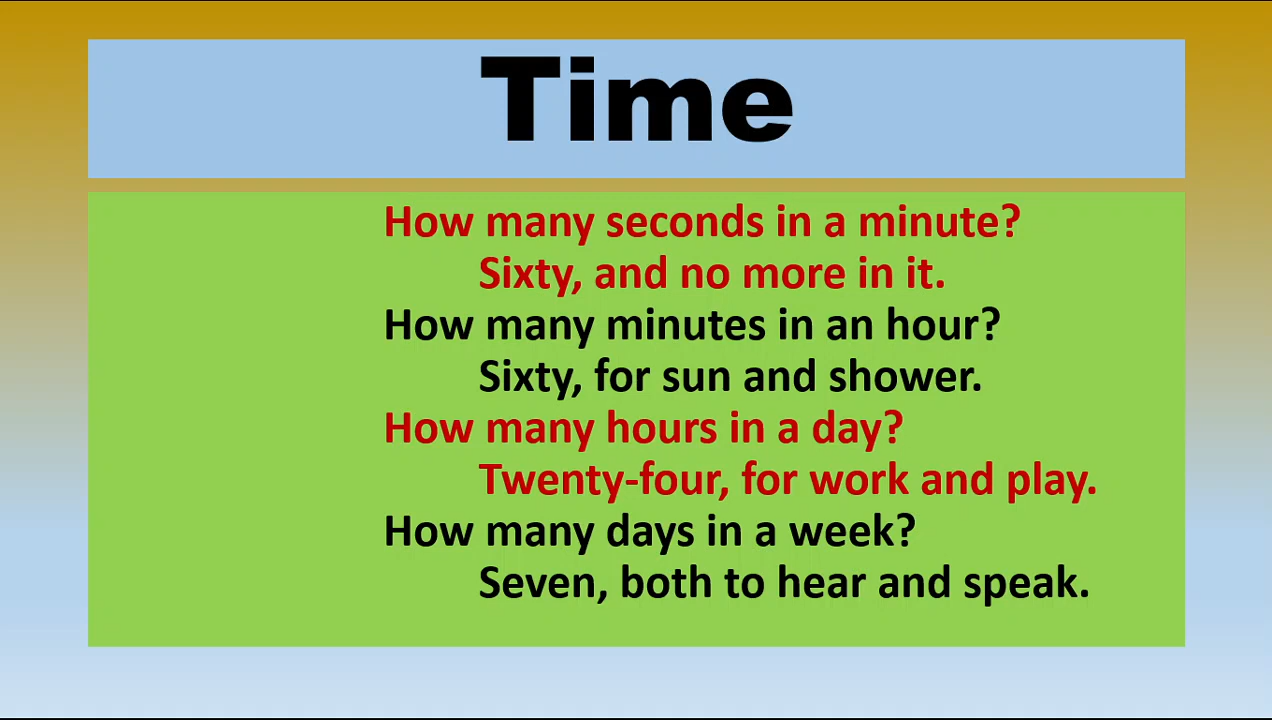 Time
How many seconds in a minute?
Sixty, and no more in it.
How many minutes in an hour?
Sixty, for sun and shower.
How many hours in a day?
Twenty-four, for work and play.
How many days in a week?
Seven, both to hear and speak.